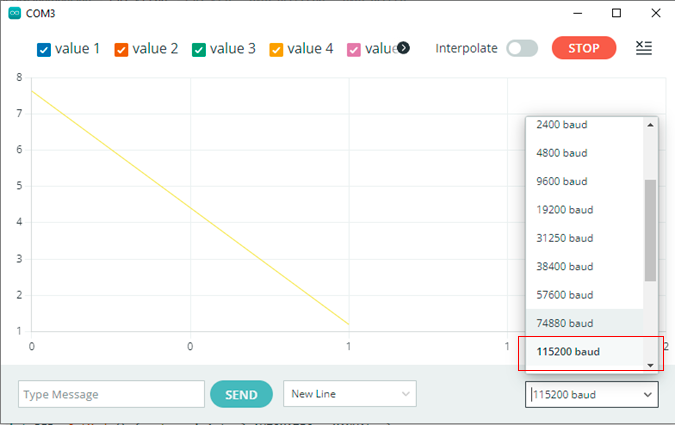 COM3
value 1
value 2
value 3
value 4
value
Interpolate
STOP
8
7
6
5
4
3
2
1
0
0
1
1
2
2400 baud
4800 baud
9600 baud
19200 baud
31250 baud
38400 baud
57600 baud
74880 baud
115200 baud
Type Message
SEND
New Line
115200 baud